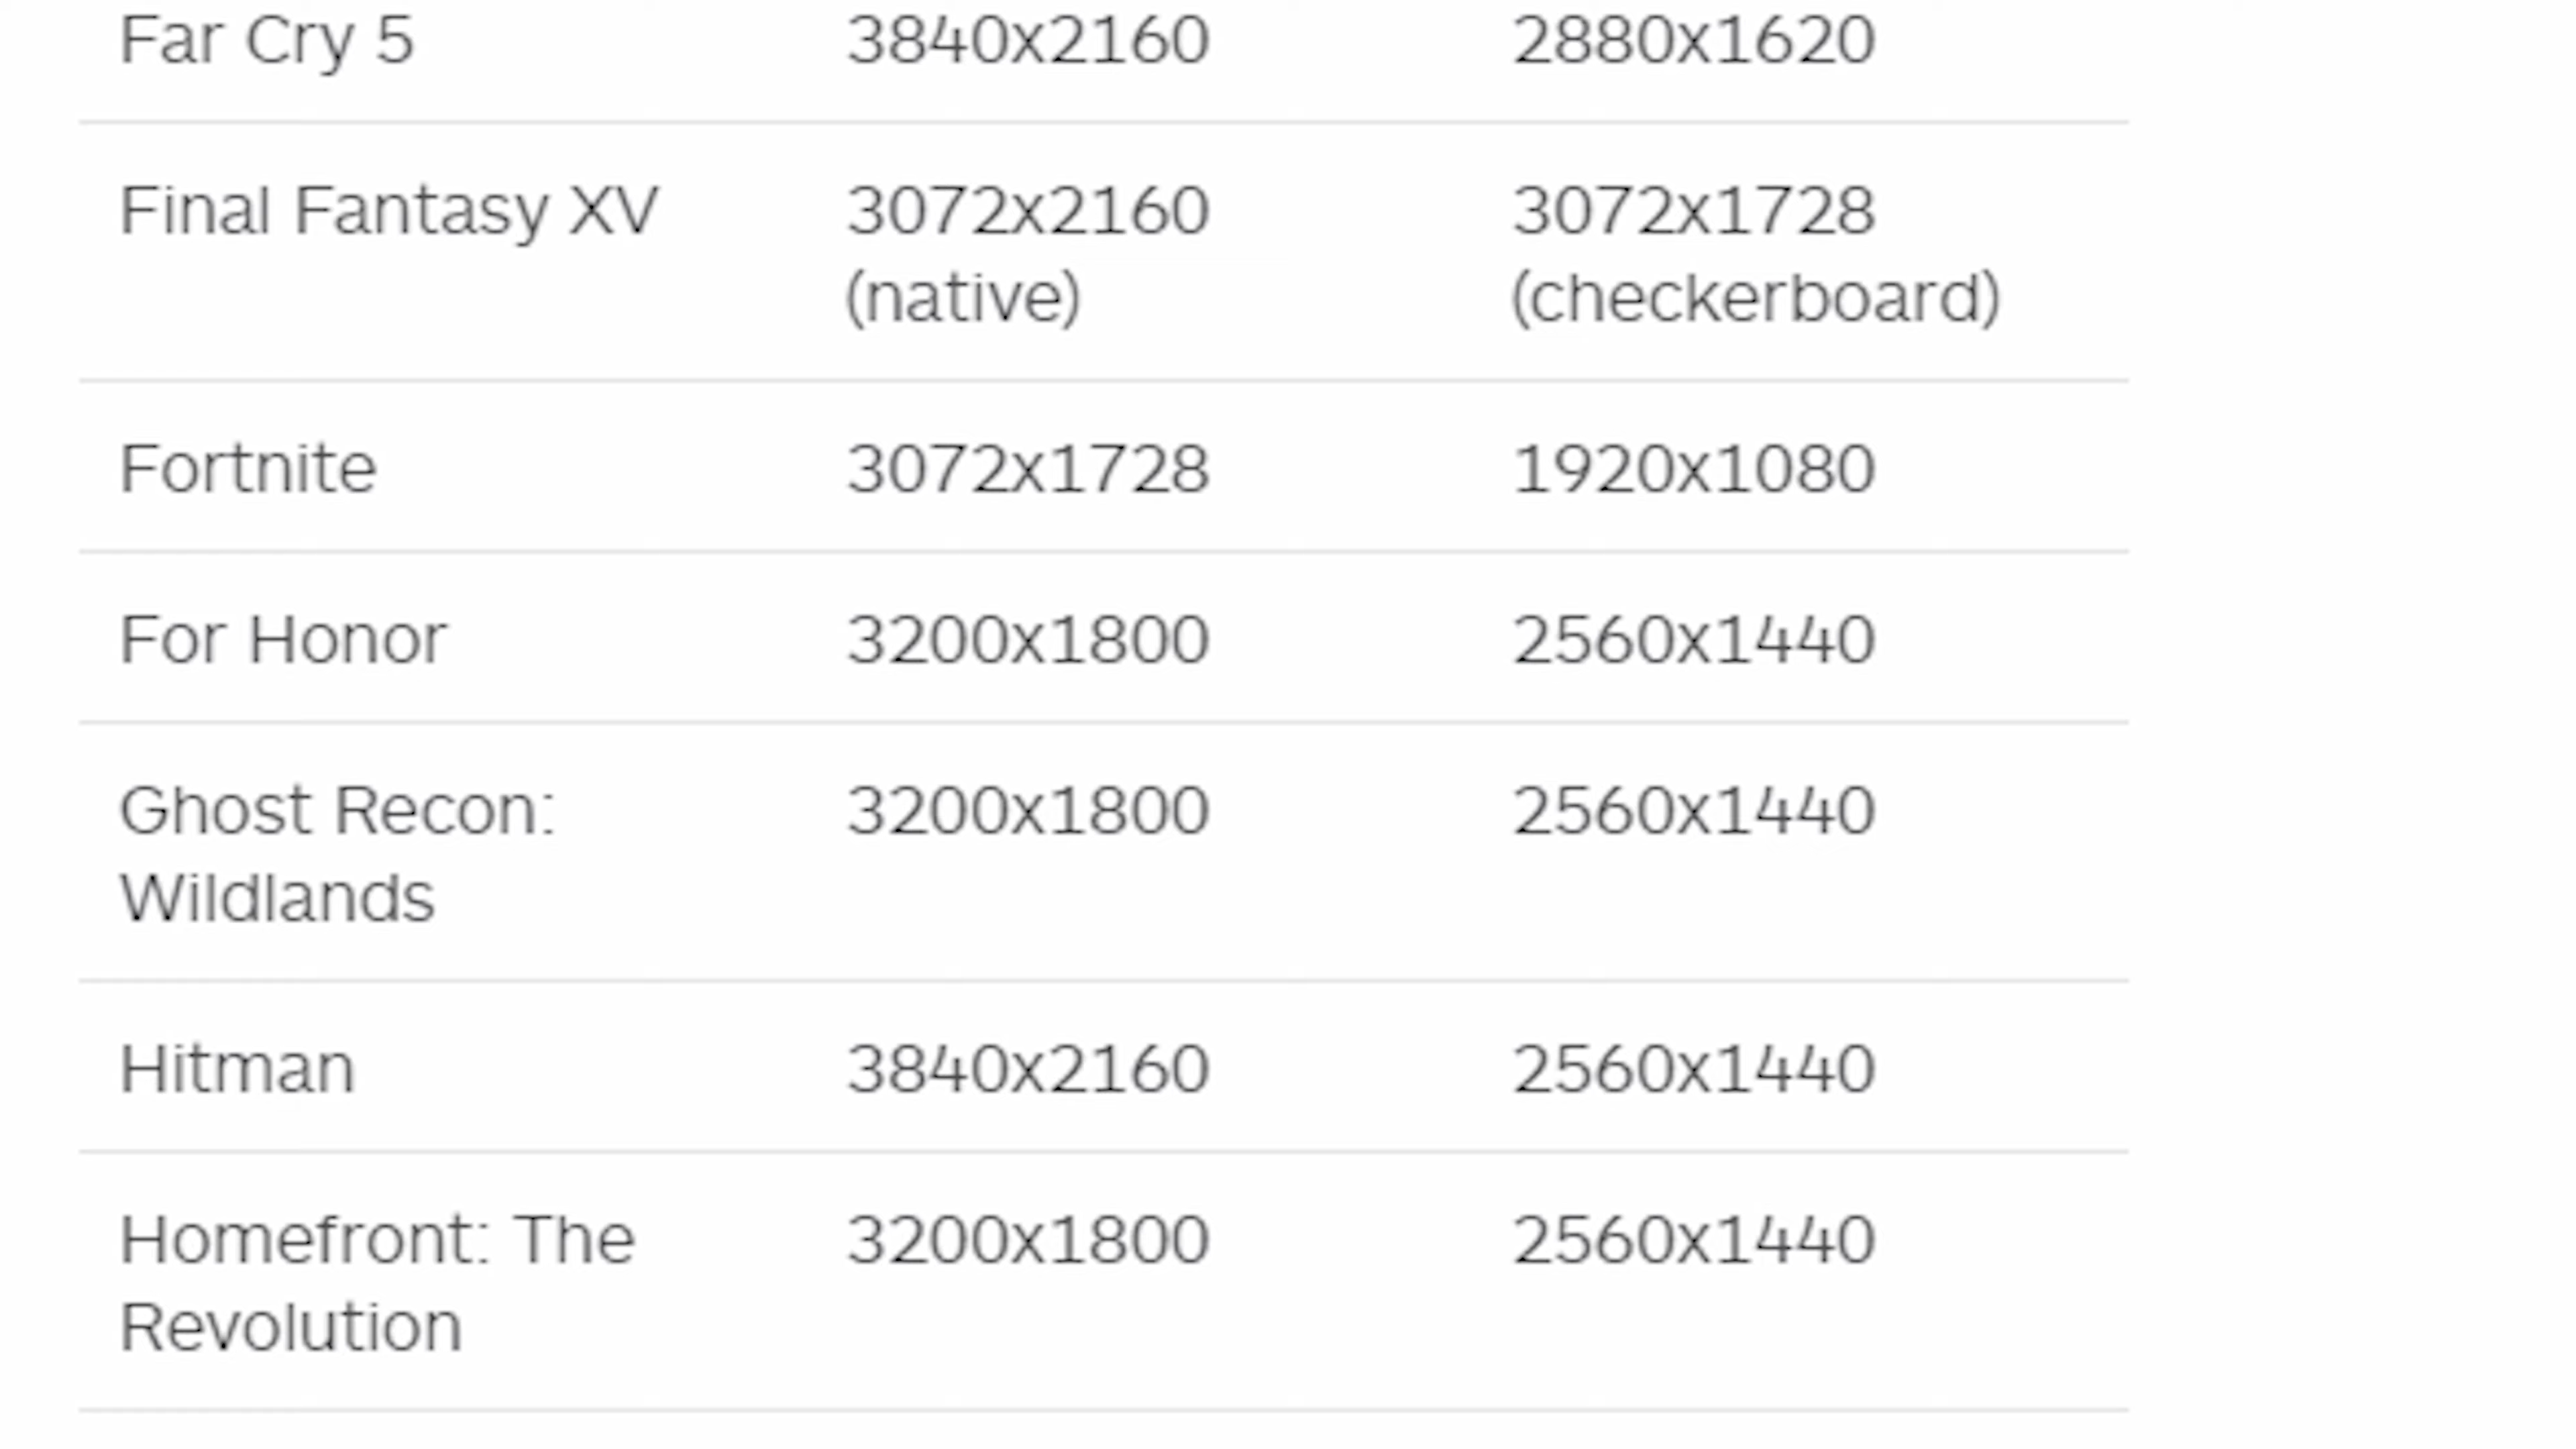 Far Cry 5 3840x2160 2880x1620
Final Fantasy XV 3072x2160 3072x1728
(native) (checkerboard)
Fortnite 3072x1728 1920x1080
For Honor 3200x1800 2560x1440
Ghost Recon: 3200x1800 2560x1440
Wildlands
Hitman 3840x2160 2560x1440
Homefront: The 3200x1800 2560x1440
Revolution